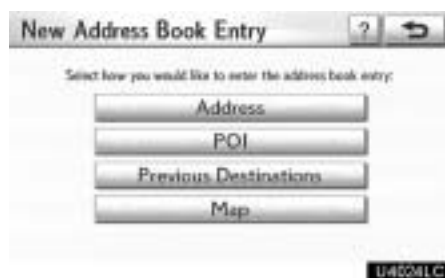 New Address Book Entry ?
Select how you would like to enter the address book entry:
Address
POI
Previous Destinations
Map
U40241LC